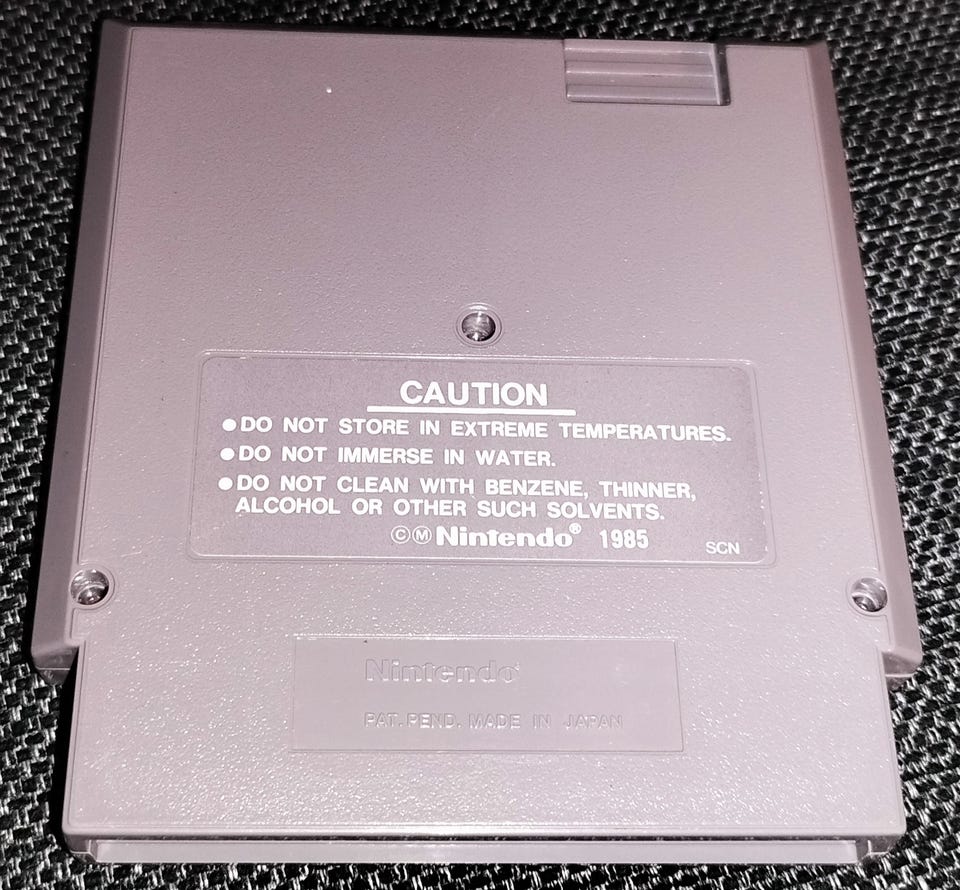 CAUTION
●DO NOT STORE IN EXTREME TEMPERATURES.
●DO NOT IMMERSE IN WATER.
●DO NOT CLEAN WITH BENZENE, THINNER,
ALCOHOL OR OTHER SUCH SOLVENTS.
©Ⓜ Nintendo® 1985 SCN
Nintendo
PAT. PEND. MADE IN JAPAN